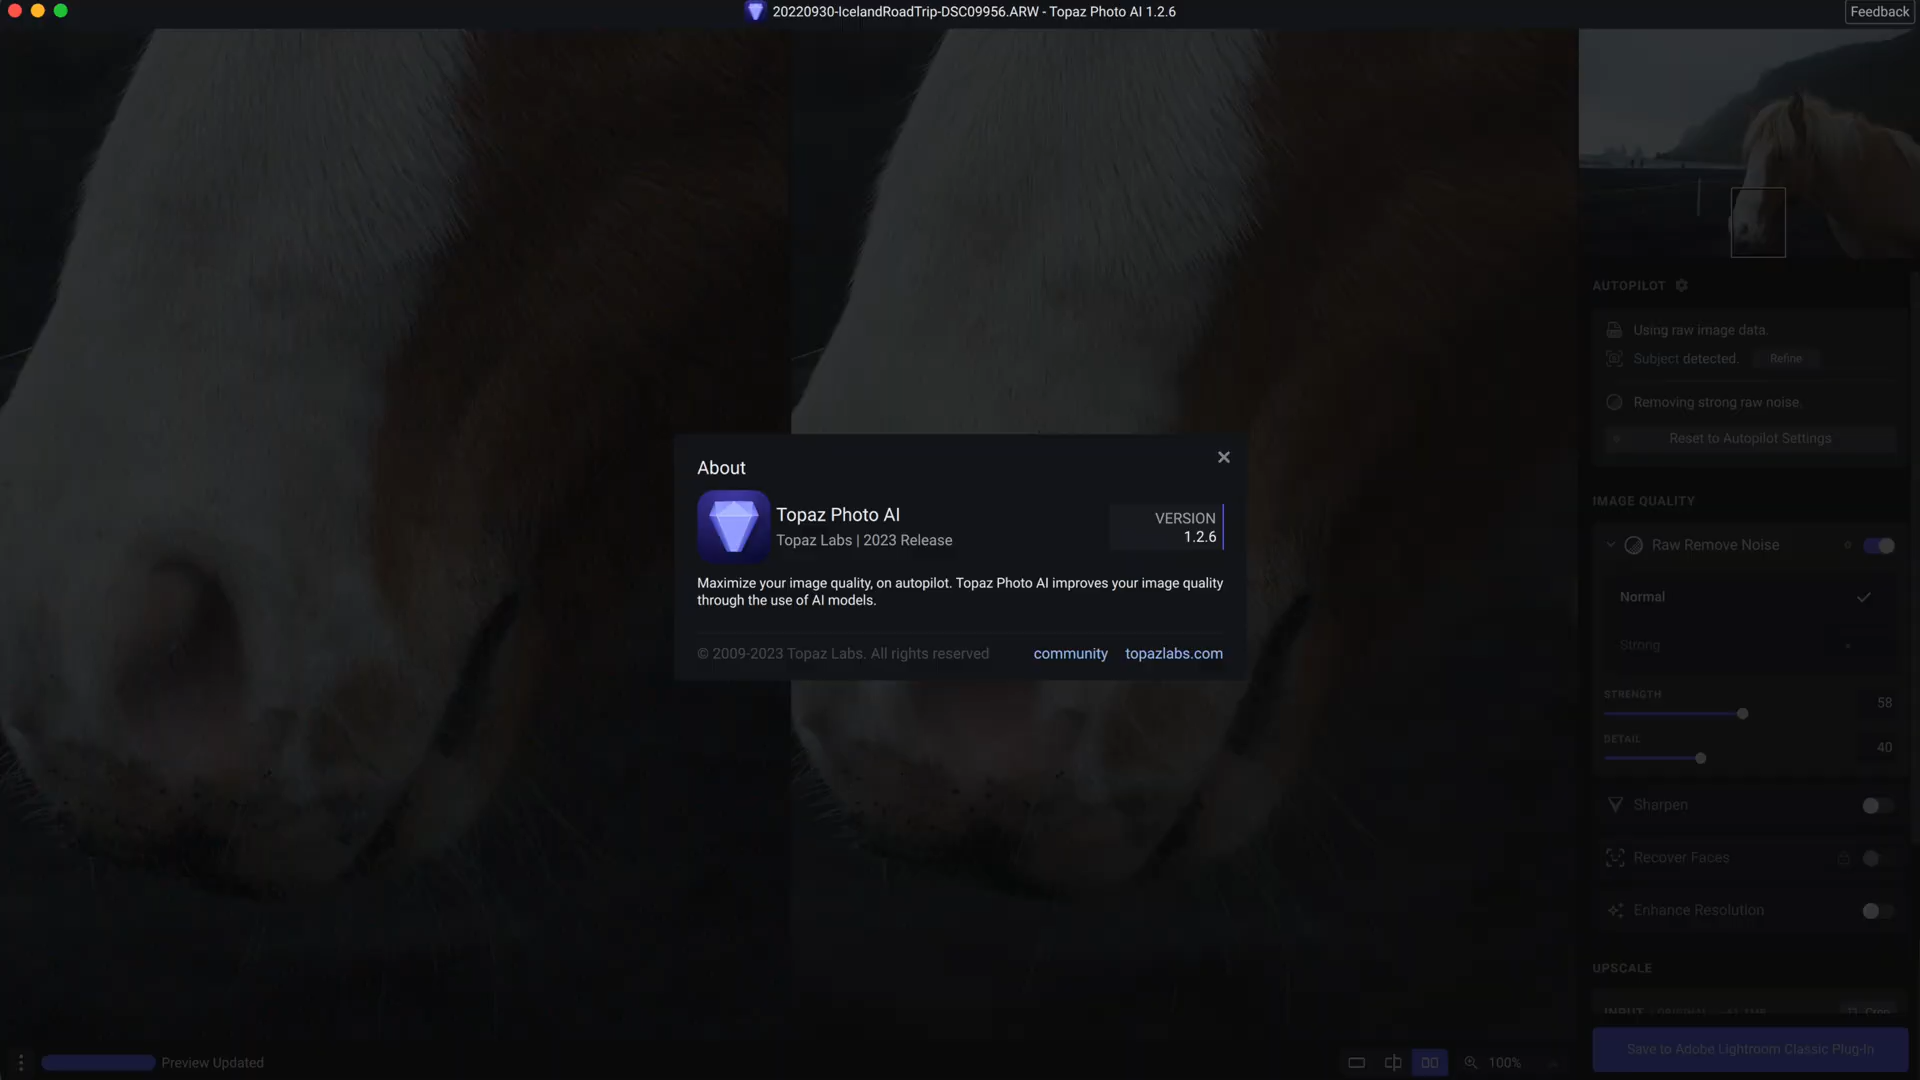 20220930-IcelandRoadTrip-DSC09956.ARW - Topaz Photo AI 1.2.6
Feedback
AUTOPILOT
Using raw image data.
Subject detected.
Refine
Removing strong raw noise.
Reset to Autopilot Settings
IMAGE QUALITY
Raw Remove Noise
Normal
Strong
STRENGTH
58
DETAIL
40
Sharpen
Recover Faces
Enhance Resolution
UPSCALE
INPUT ORIGINAL
Crop
Save to Adobe Lightroom Classic Plug-In
About
Topaz Photo AI
Topaz Labs | 2023 Release
VERSION
1.2.6
Maximize your image quality, on autopilot. Topaz Photo AI improves your image quality
through the use of AI models.
© 2009-2023 Topaz Labs. All rights reserved
community topazlabs.com
Preview Updated
100%